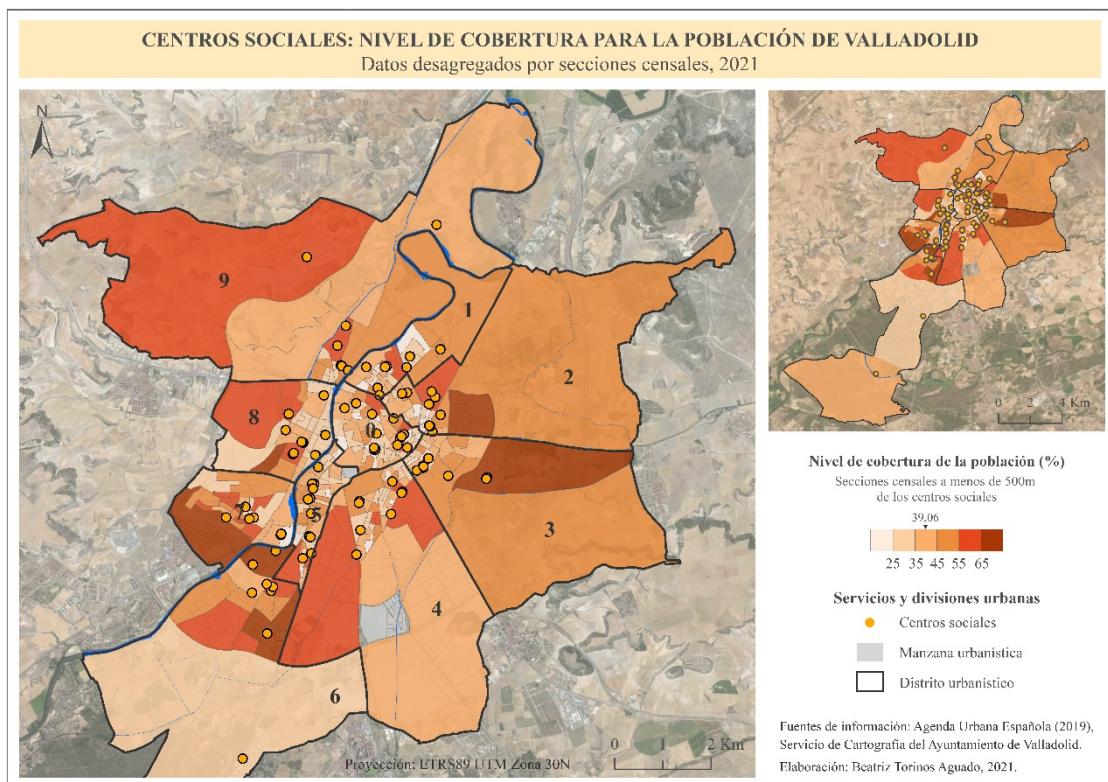 CENTROS SOCIALES: NIVEL DE COBERTURA PARA LA POBLACIÓN DE VALLADOLID
Datos desagregados por secciones censales, 2021
N
9
1
2
8
0
7
5
3
4
6
0 1 2 Km
Proyección: ETRS89 UTM Zona 30N
0 2 4 Km
Nivel de cobertura de la población (%)
Secciones censales a menos de 500m
de los centros sociales
39,06
25 35 45 55 65
Servicios y divisiones urbanas
Centros sociales
Manzana urbanística
Distrito urbanístico
Fuentes de información: Agenda Urbana Española (2019),
Servicio de Cartografía del Ayuntamiento de Valladolid.
Elaboración: Beatriz Torinos Aguado, 2021.